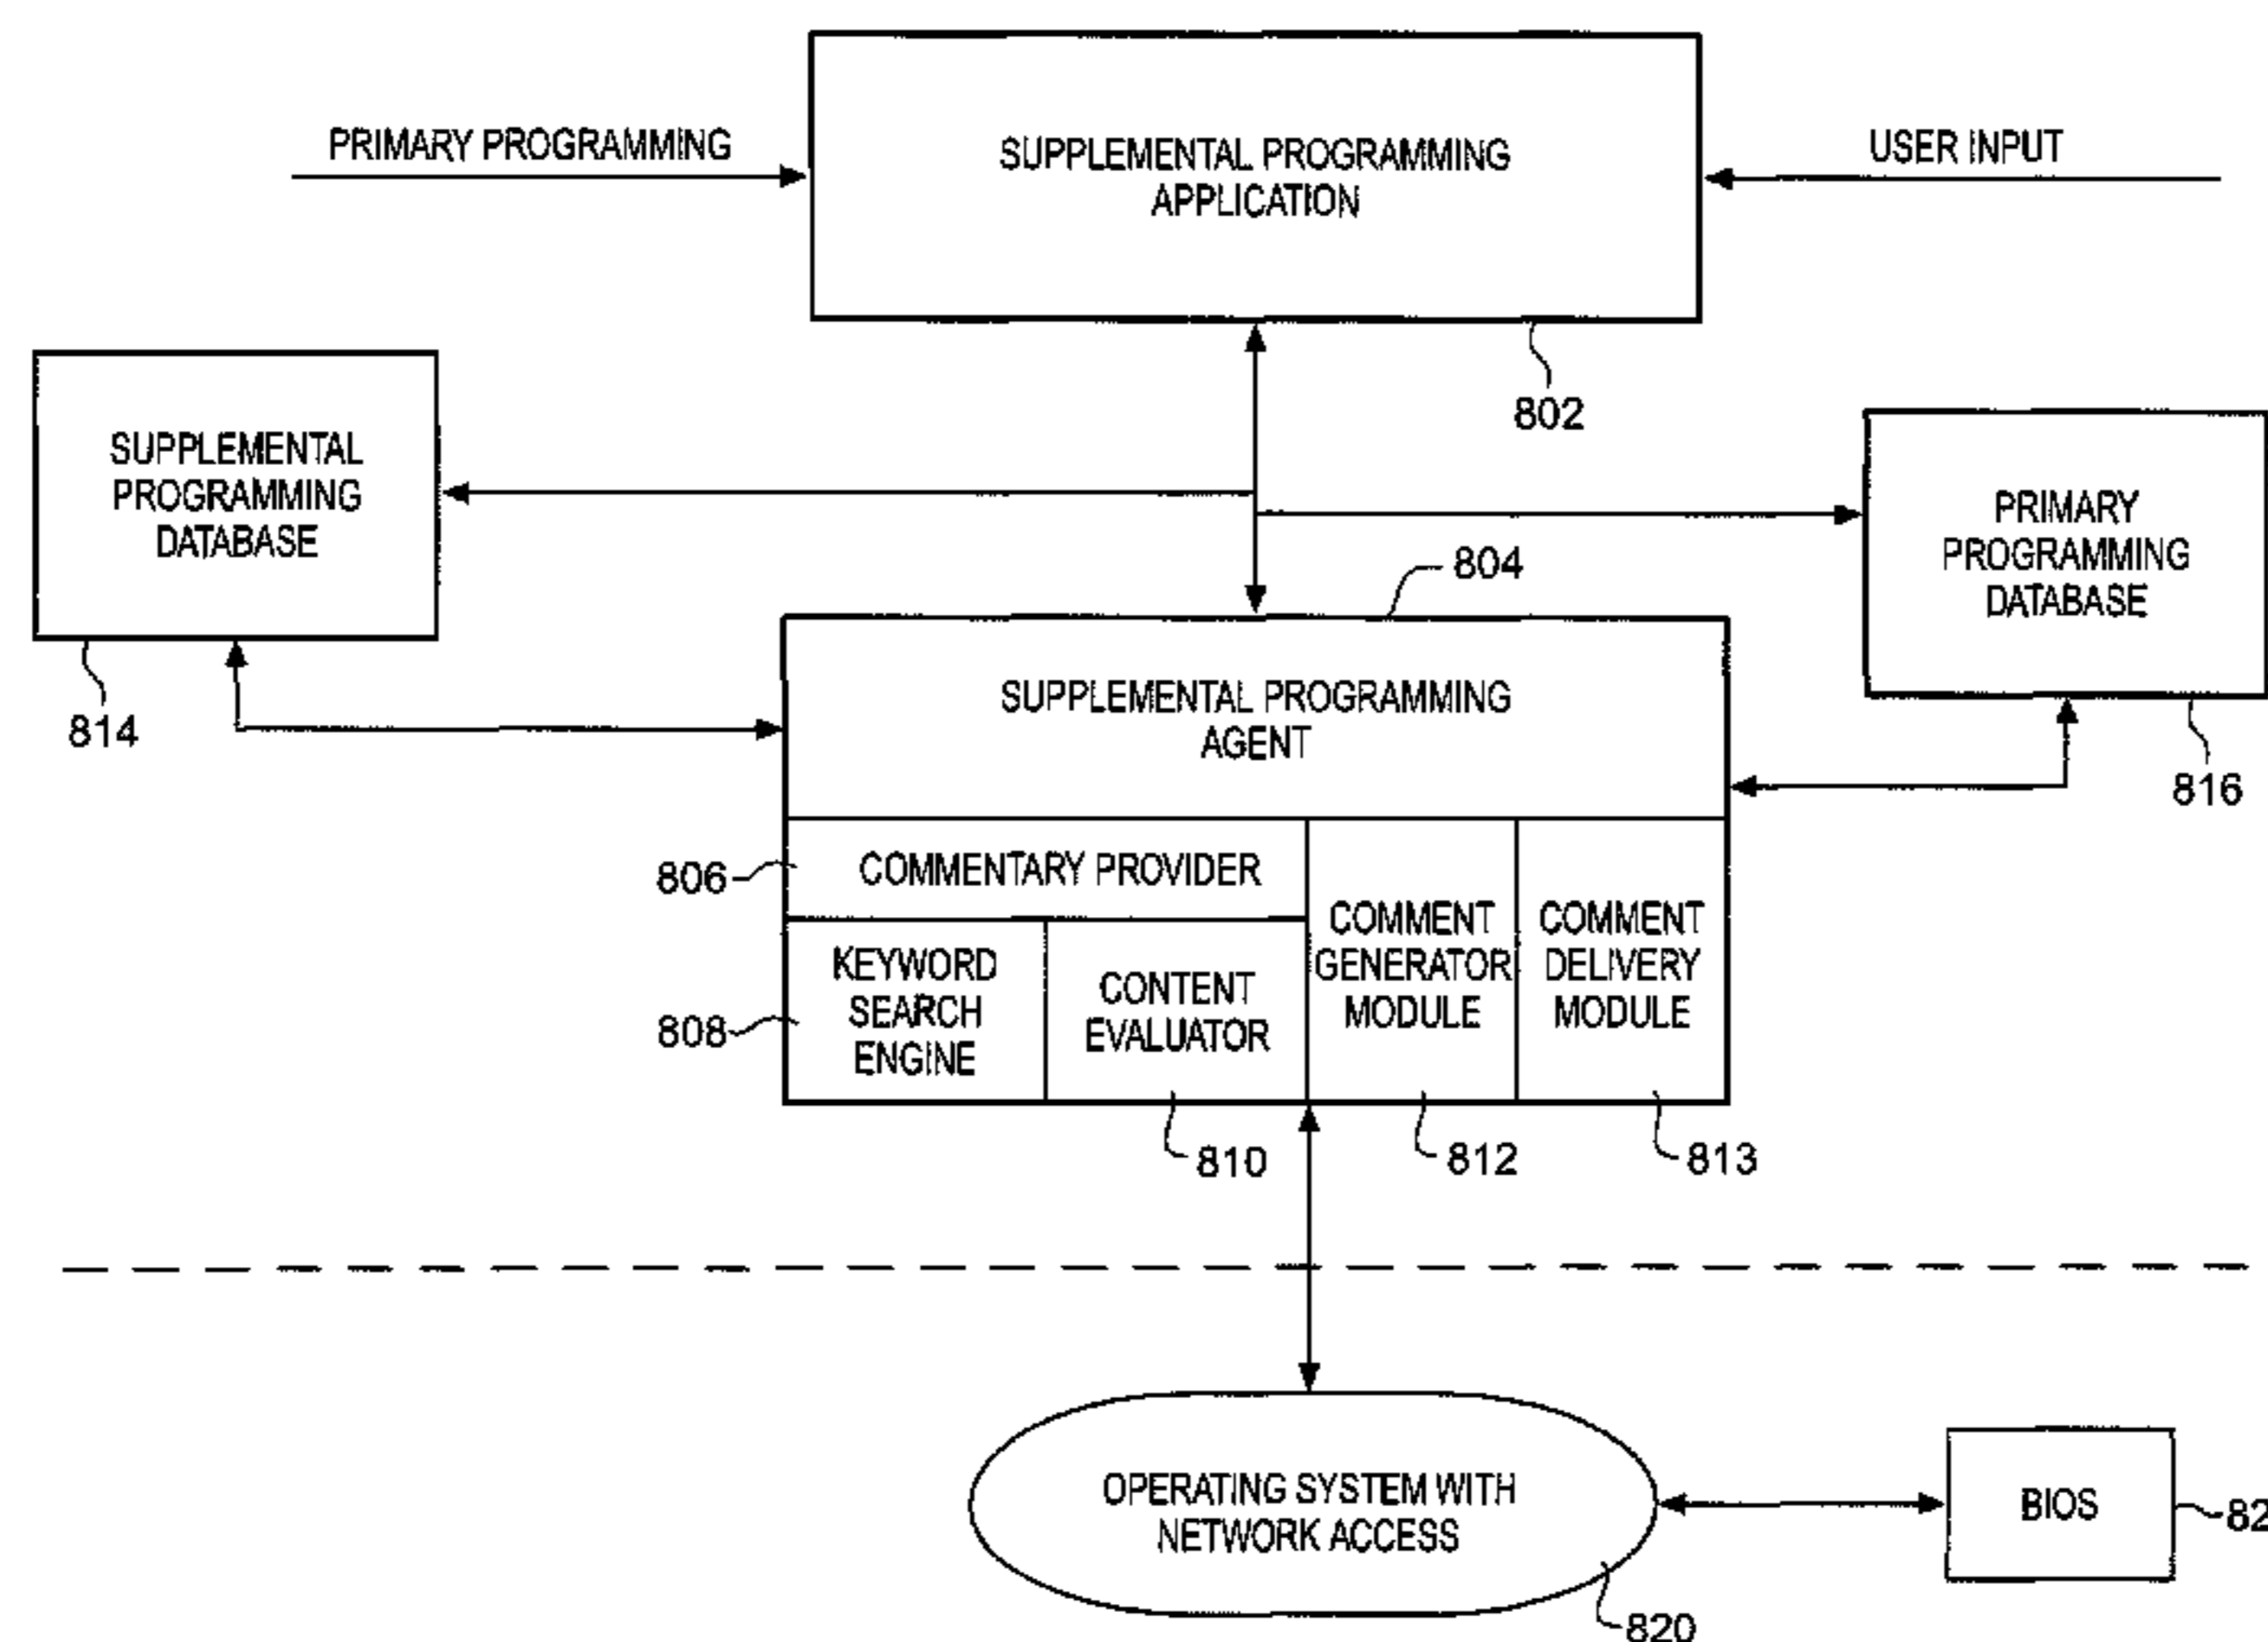 PRIMARY PROGRAMMING
SUPPLEMENTAL PROGRAMMING
APPLICATION
USER INPUT
802
SUPPLEMENTAL
PROGRAMMING
DATABASE
814
PRIMARY
PROGRAMMING
DATABASE
816
804
SUPPLEMENTAL PROGRAMMING
AGENT
806
COMMENTARY PROVIDER
808
KEYWORD
SEARCH
ENGINE
CONTENT
EVALUATOR
COMMENT
GENERATOR
MODULE
COMMENT
DELIVERY
MODULE
810
812
813
OPERATING SYSTEM WITH
NETWORK ACCESS
820
BIOS